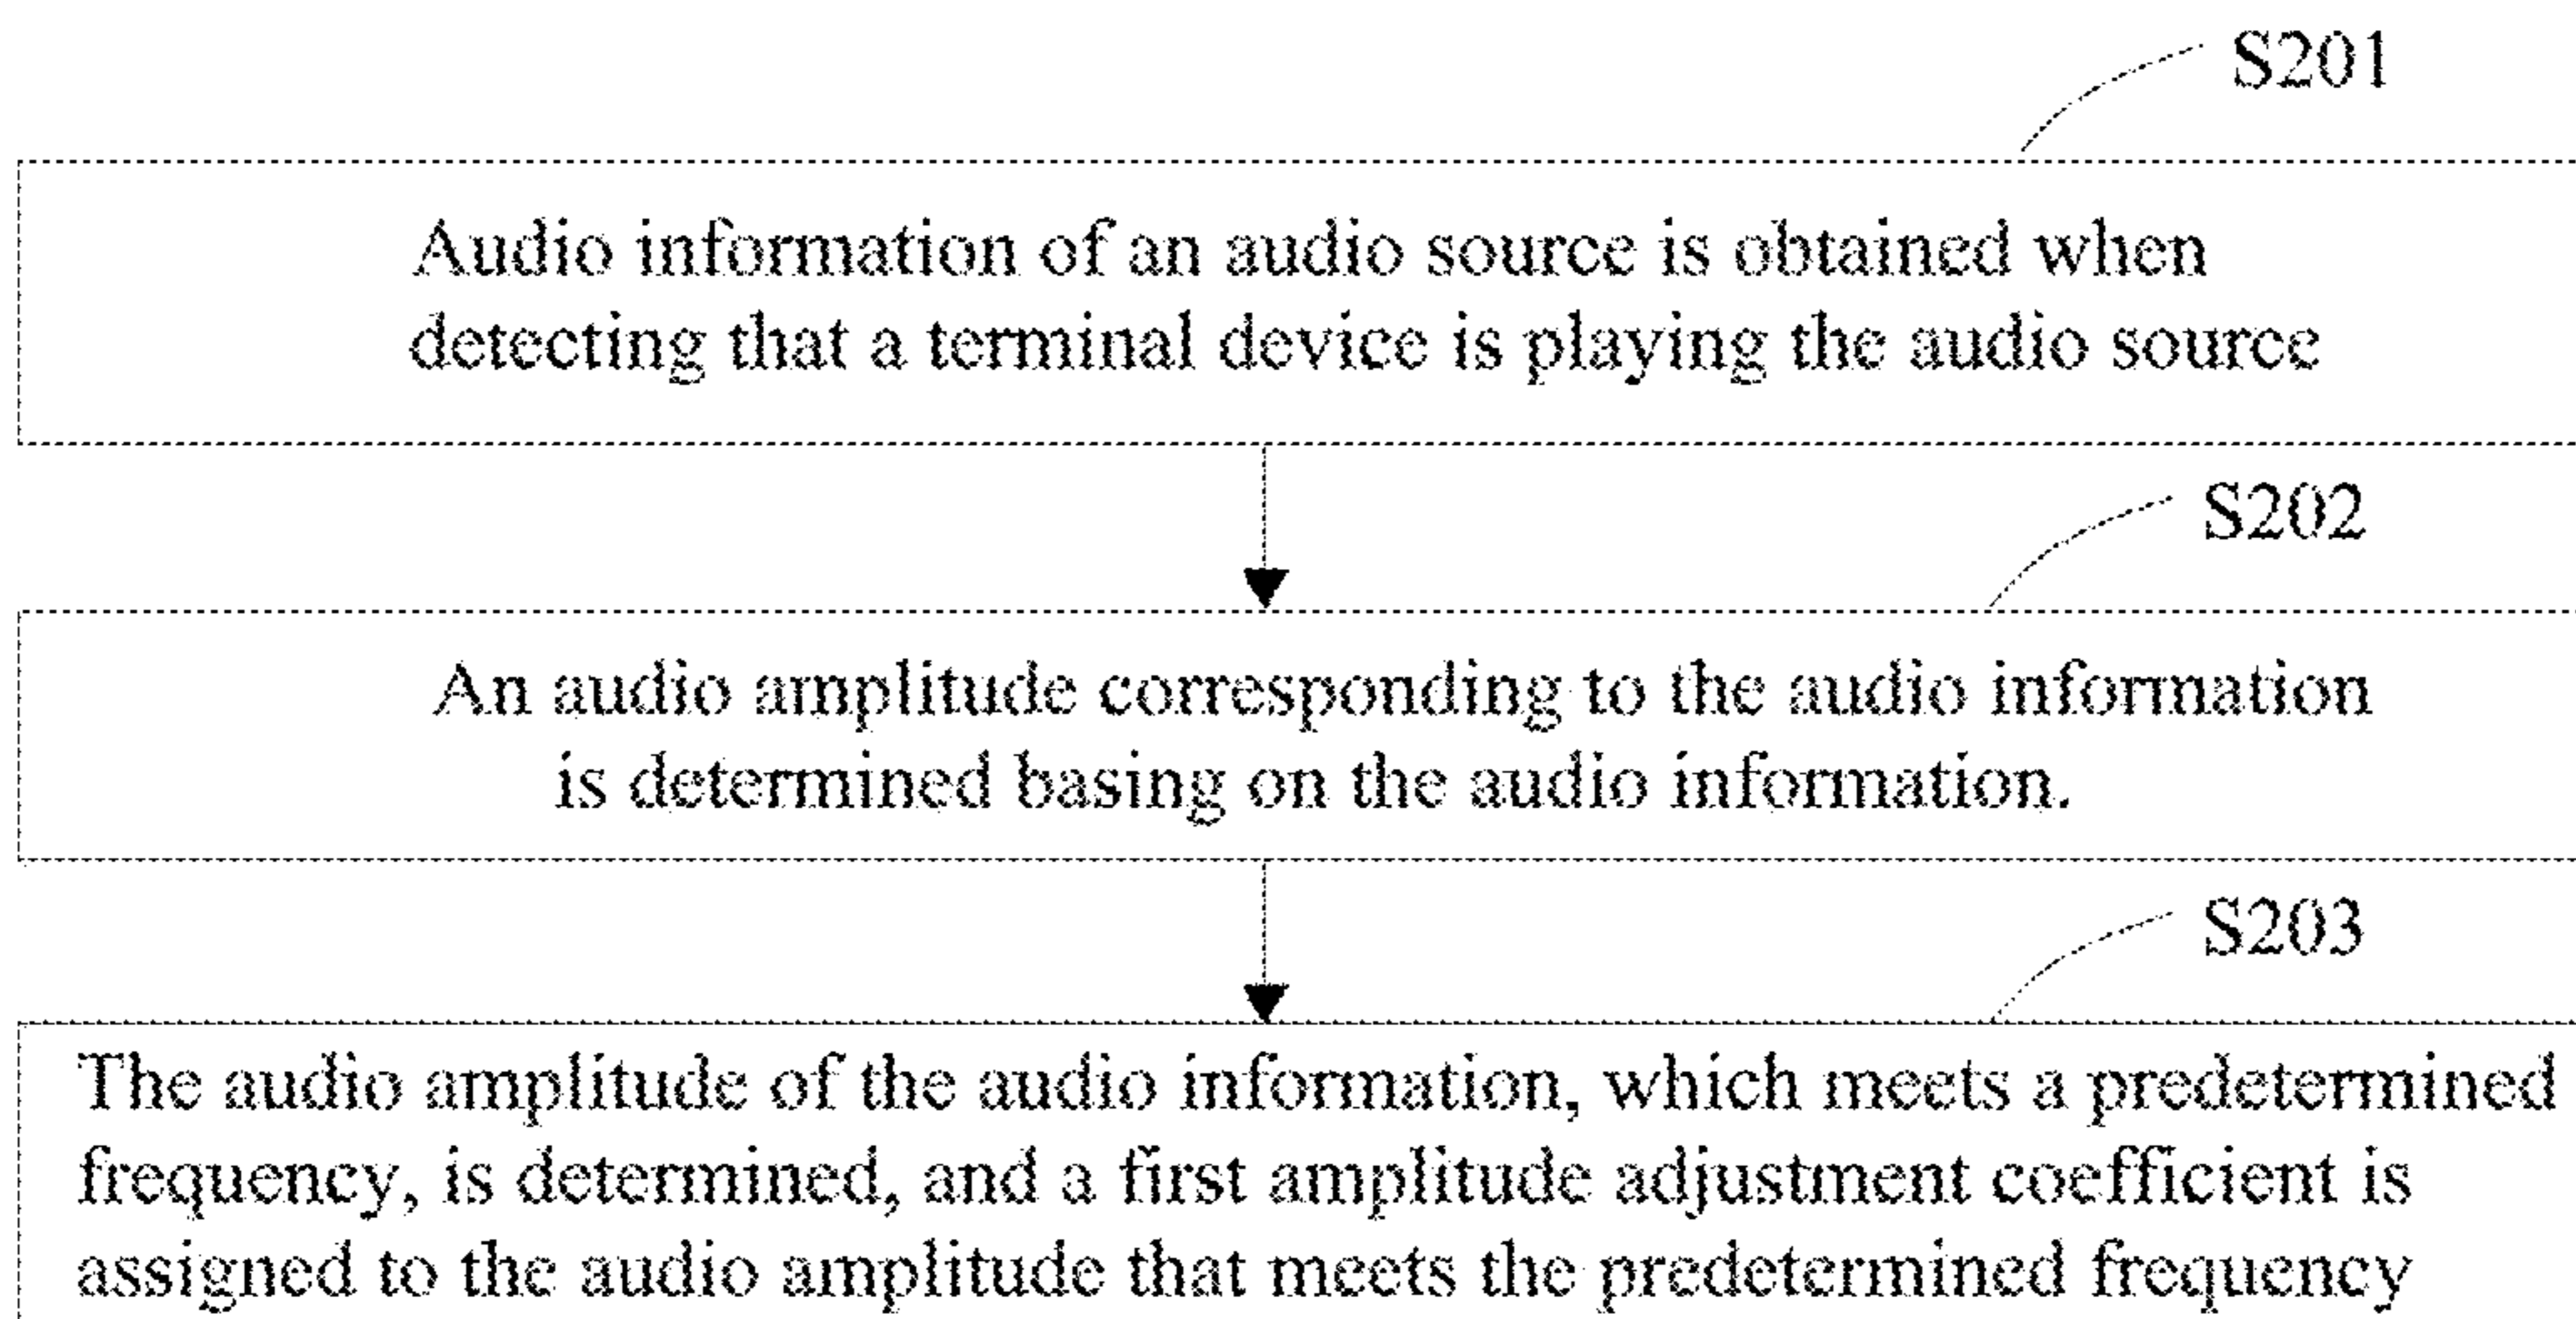 S201
Audio information of an audio source is obtained when
detecting that a terminal device is playing the audio source
S202
An audio amplitude corresponding to the audio information
is determined basing on the audio information.
S203
The audio amplitude of the audio information, which meets a predetermined
frequency, is determined, and a first amplitude adjustment coefficient is
assigned to the audio amplitude that meets the predetermined frequency